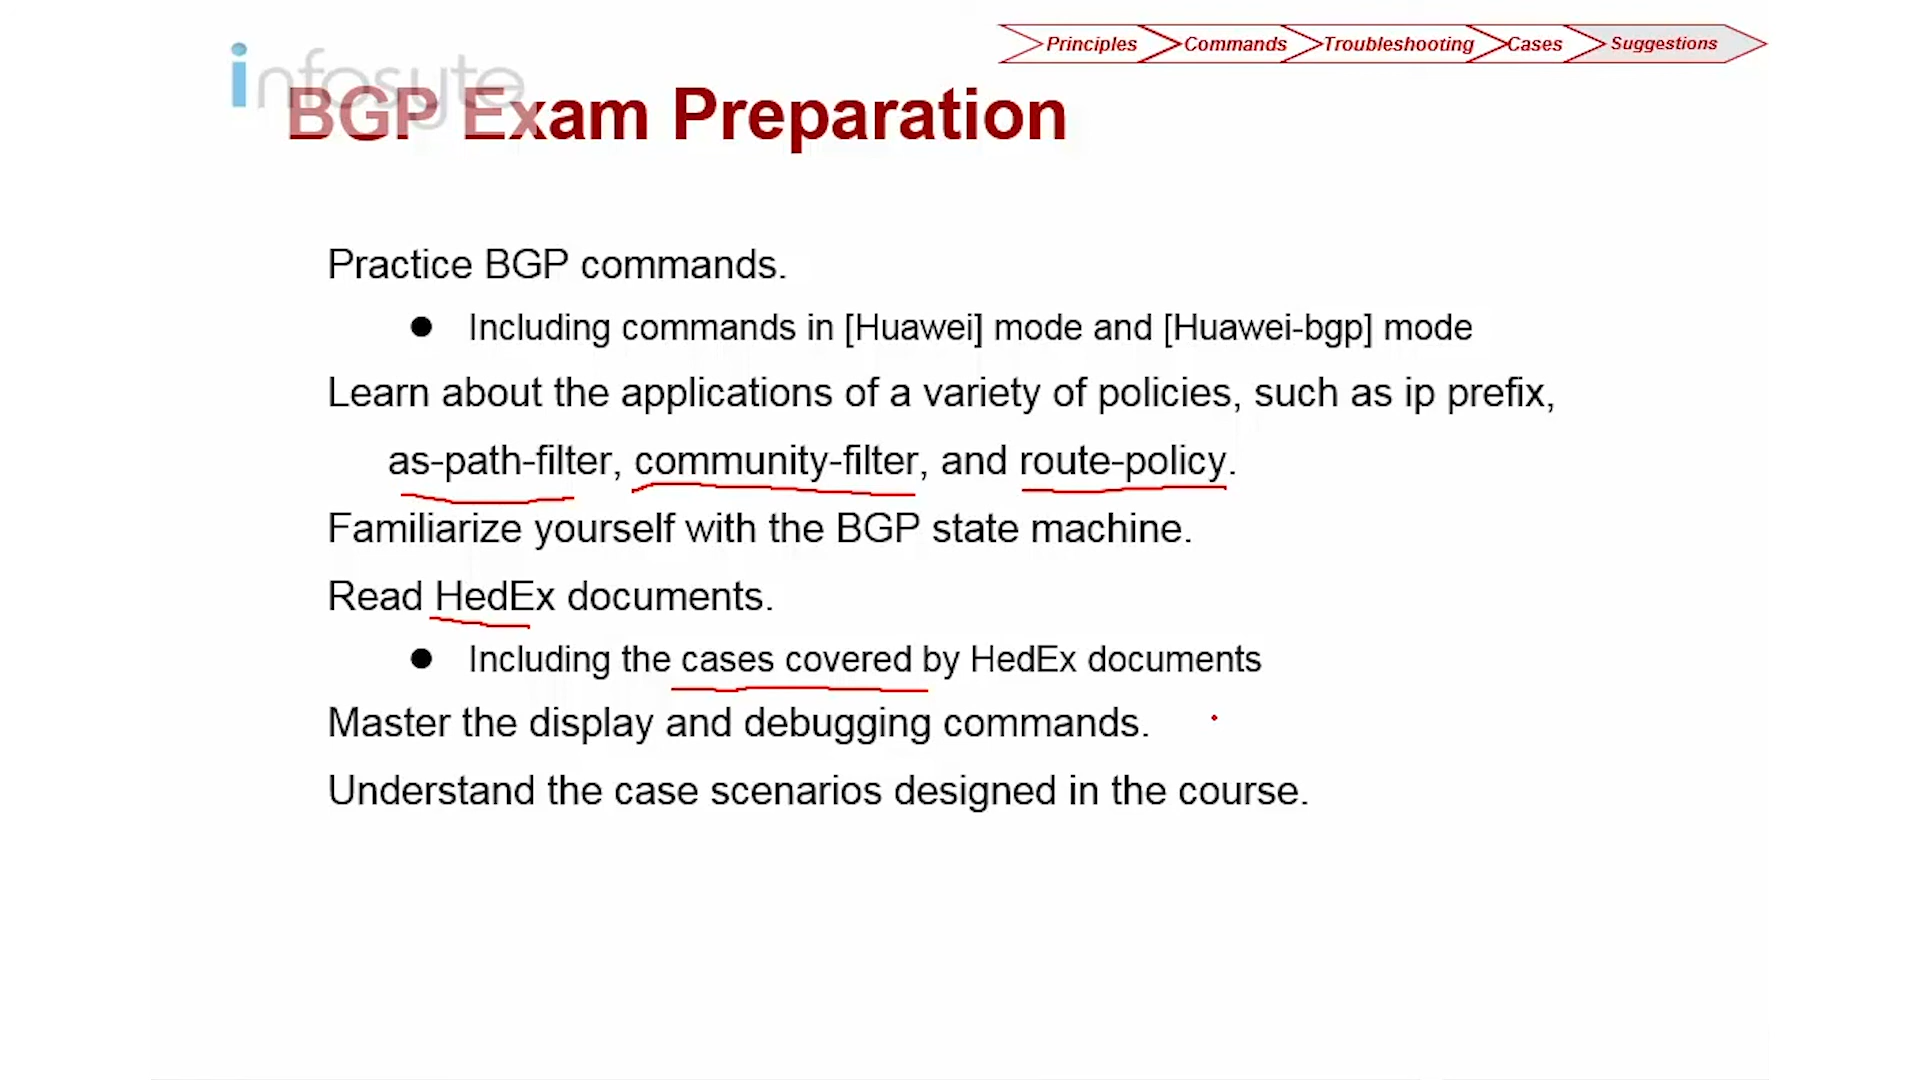 Principles Commands Troubleshooting Cases Suggestions
infosyte
BGP Exam Preparation
Practice BGP commands.
● Including commands in [Huawei] mode and [Huawei-bgp] mode
Learn about the applications of a variety of policies, such as ip prefix,
as-path-filter, community-filter, and route-policy.
Familiarize yourself with the BGP state machine.
Read HedEx documents.
● Including the cases covered by HedEx documents
Master the display and debugging commands.
Understand the case scenarios designed in the course.